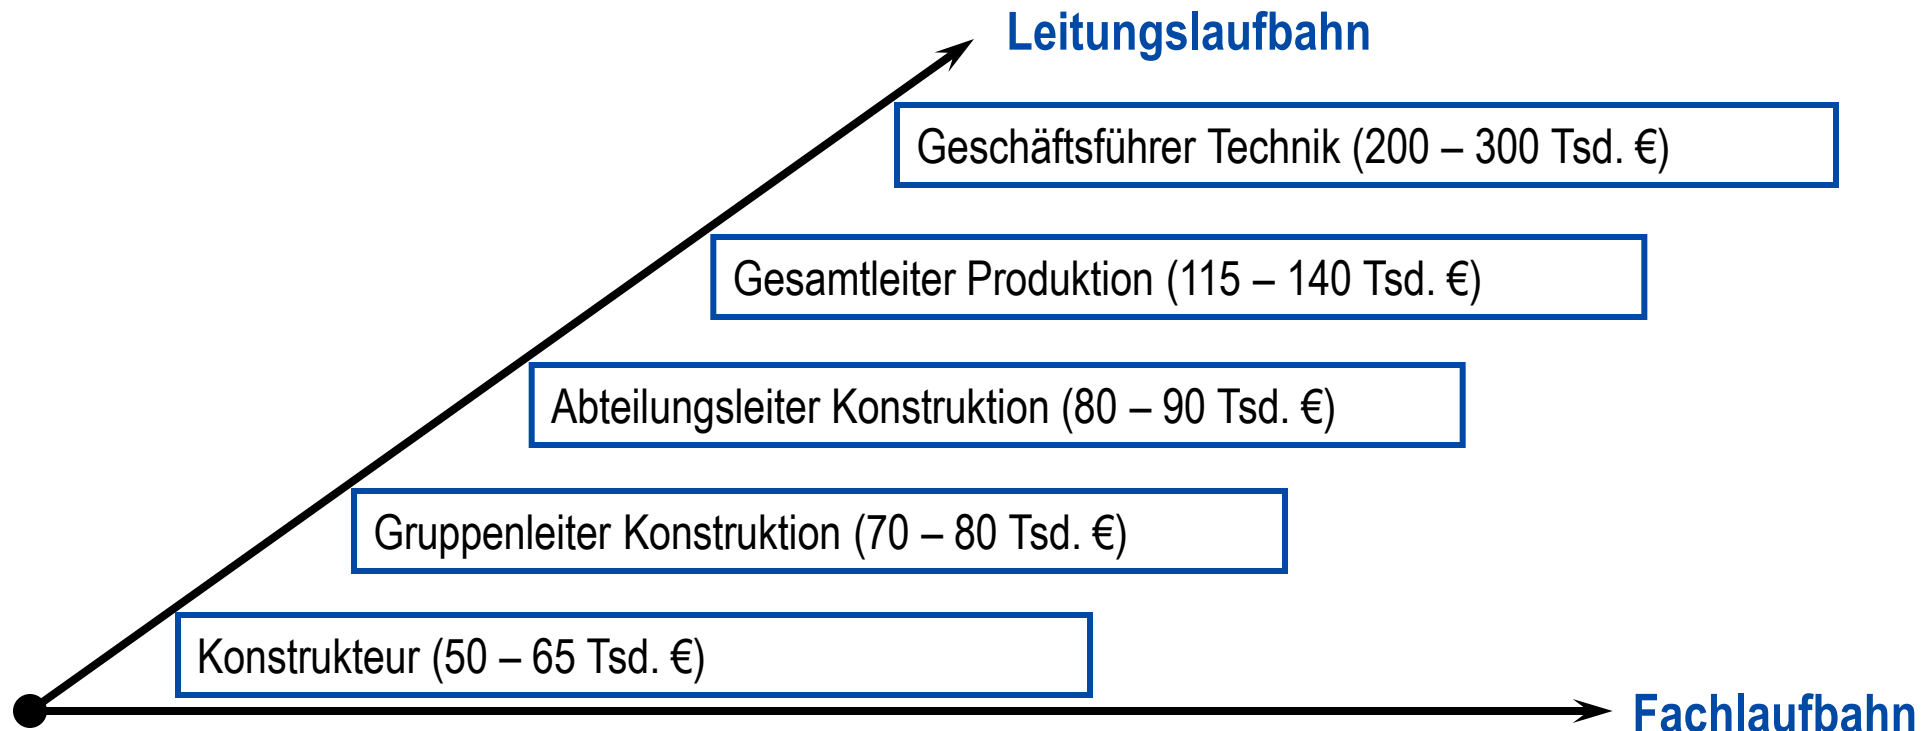 Leitungslaufbahn
Geschäftsführer Technik (200 – 300 Tsd. €)
Gesamtleiter Produktion (115 – 140 Tsd. €)
Abteilungsleiter Konstruktion (80 – 90 Tsd. €)
Gruppenleiter Konstruktion (70 – 80 Tsd. €)
Konstrukteur (50 – 65 Tsd. €)
Fachlaufbahn